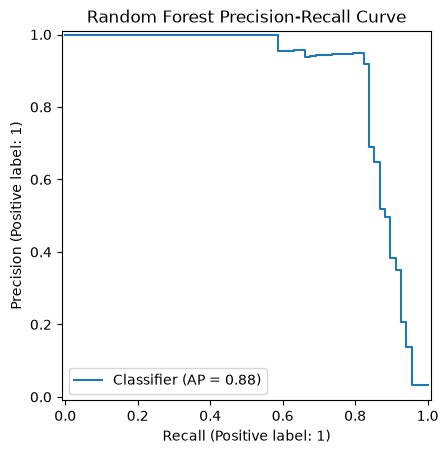 Random Forest Precision-Recall Curve
1.0
0.8
0.6
0.4
0.2
0.0
Precision (Positive label: 1)
Classifier (AP = 0.88)
0.0 0.2 0.4 0.6 0.8 1.0
Recall (Positive label: 1)